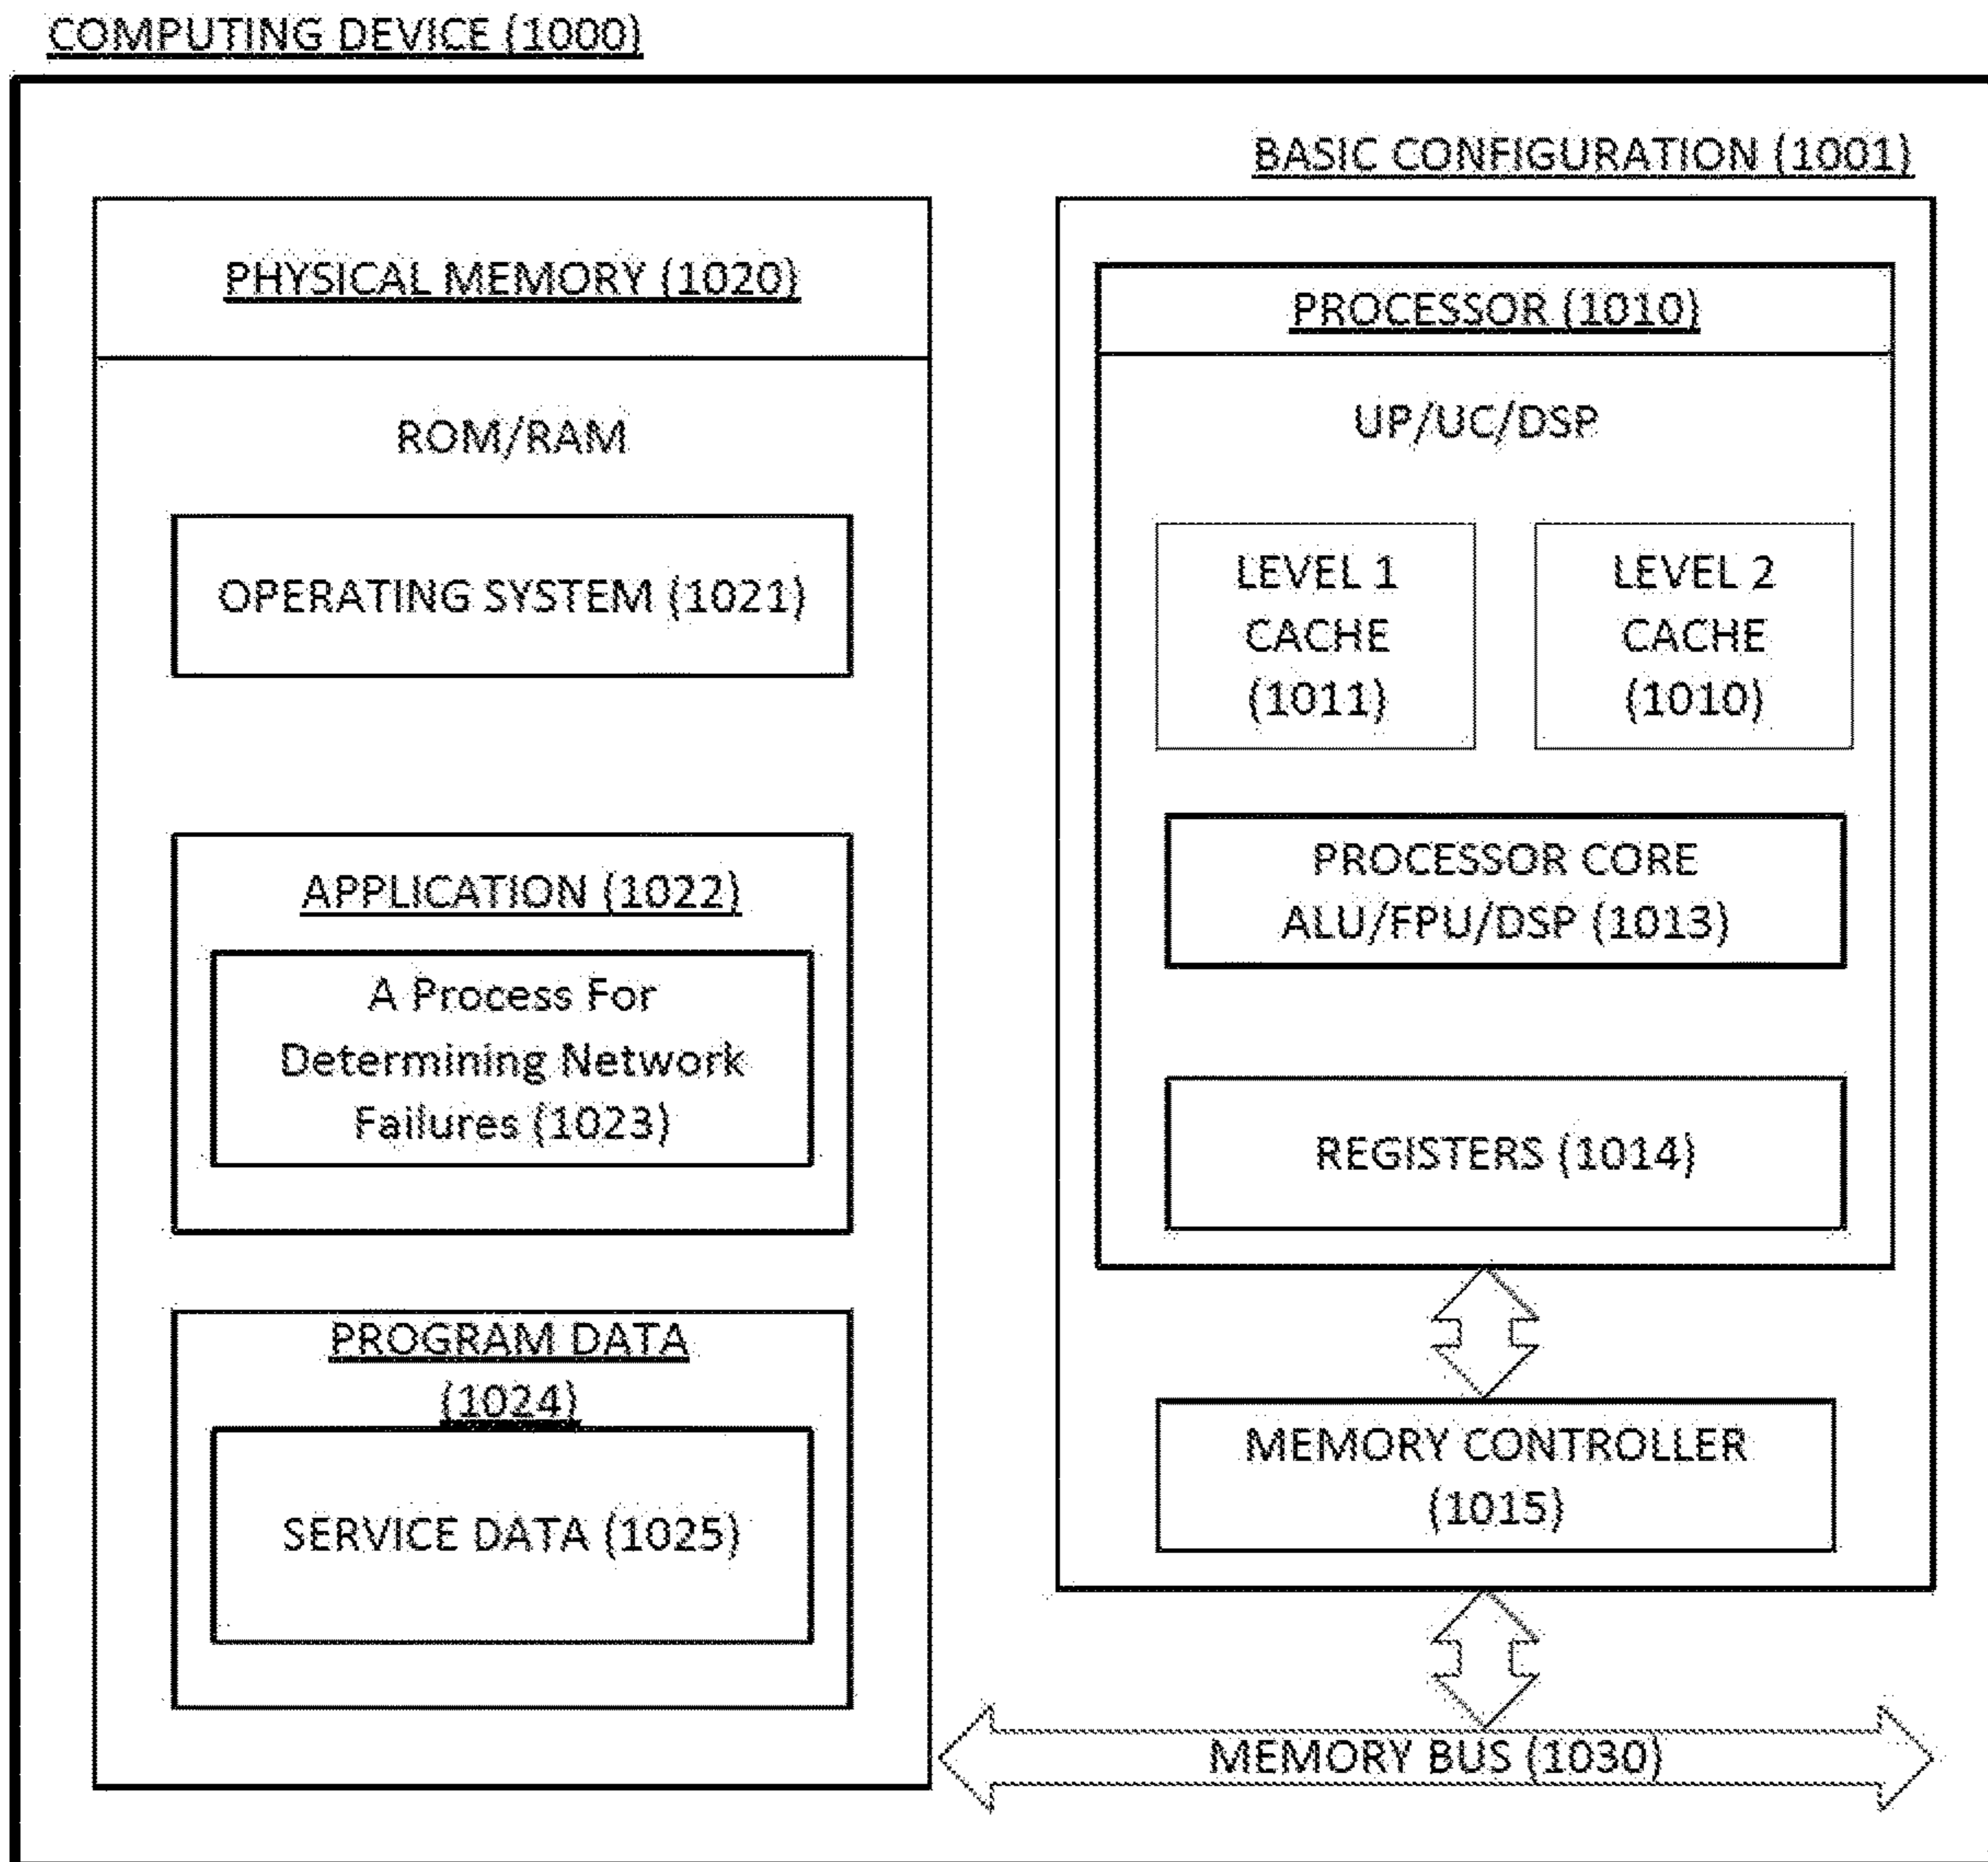 COMPUTING DEVICE (1000)
PHYSICAL MEMORY (1020)
ROM/RAM
OPERATING SYSTEM (1021)
APPLICATION (1022)
A Process For
Determining Network
Failures (1023)
PROGRAM DATA
(1024)
SERVICE DATA (1025)
BASIC CONFIGURATION (1001)
PROCESSOR (1010)
UP/UC/DSP
LEVEL 1
CACHE
(1011)
LEVEL 2
CACHE
(1010)
PROCESSOR CORE
ALU/FPU/DSP (1013)
REGISTERS (1014)
MEMORY CONTROLLER
(1015)
MEMORY BUS (1030)